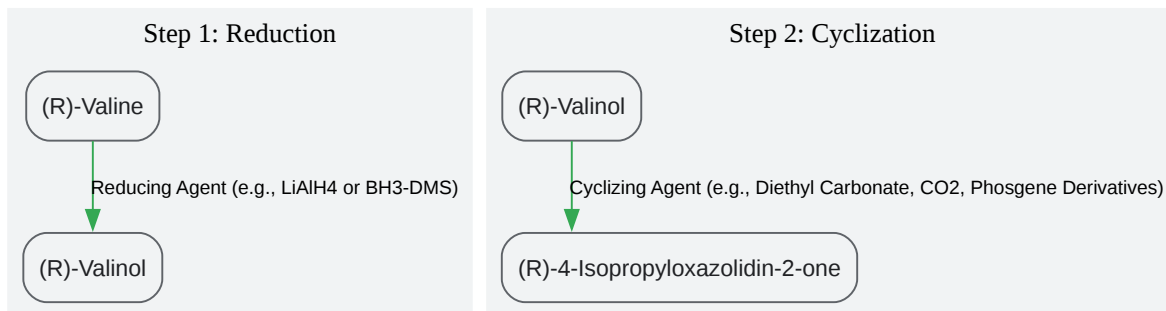 Step 1: Reduction
(R)-Valine
Reducing Agent (e.g., LiAlH4 or BH3-DMS)
(R)-Valinol
Step 2: Cyclization
(R)-Valinol
Cyclizing Agent (e.g., Diethyl Carbonate, CO2, Phosgene Derivatives)
(R)-4-Isopropyloxazolidin-2-one